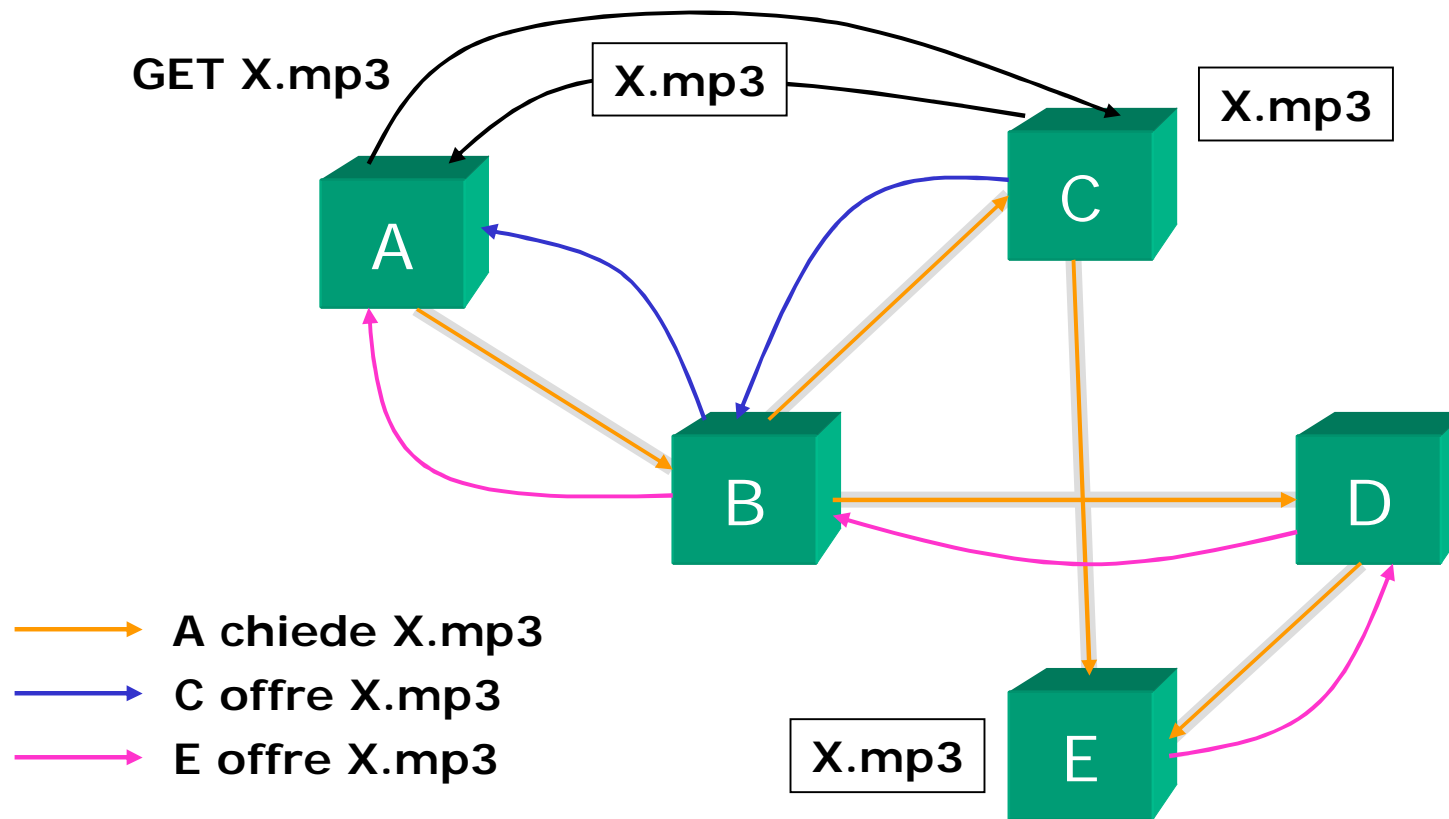 GET X.mp3
X.mp3
X.mp3
A
C
B
D
A chiede X.mp3
C offre X.mp3
E offre X.mp3
X.mp3
E